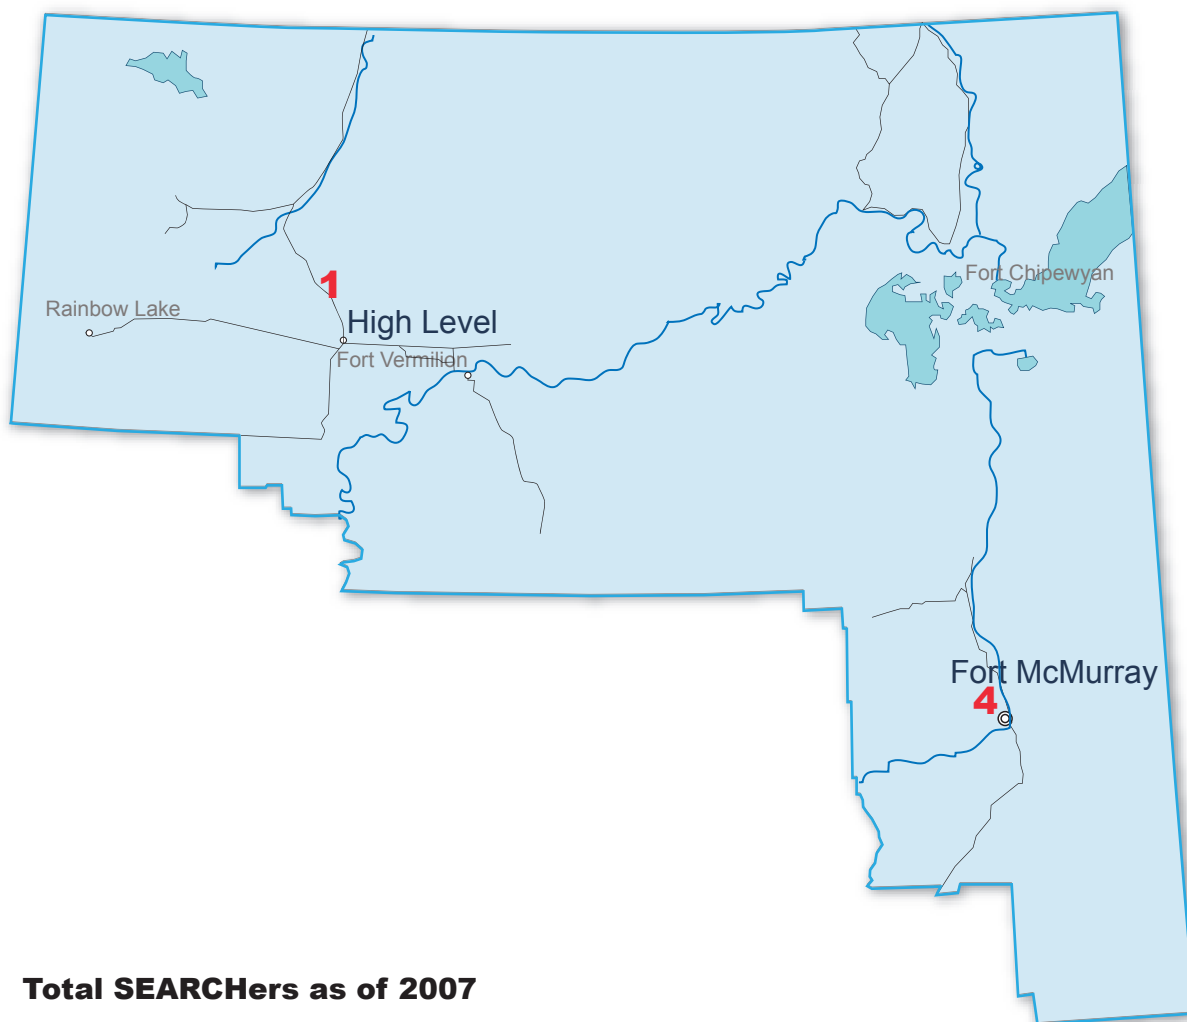 Fort Chipewyan
1
Rainbow Lake
High Level
Fort Vermilion
Fort McMurray
4
Total SEARCHers as of 2007